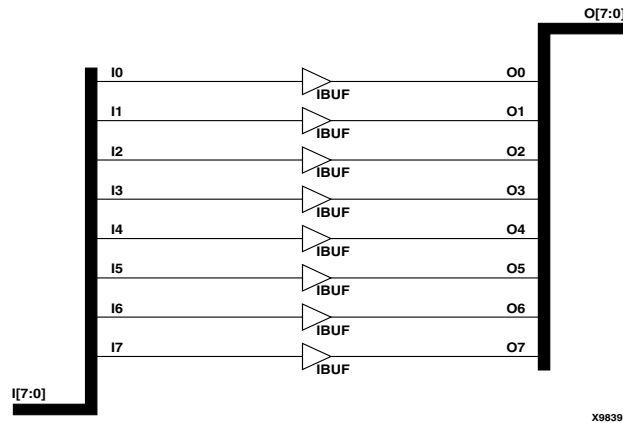 O[7:0]
I0 O0
IBUF
I1 O1
IBUF
I2 O2
IBUF
I3 O3
IBUF
I4 O4
IBUF
I5 O5
IBUF
I6 O6
IBUF
I7 O7
IBUF
I[7:0]
X9839